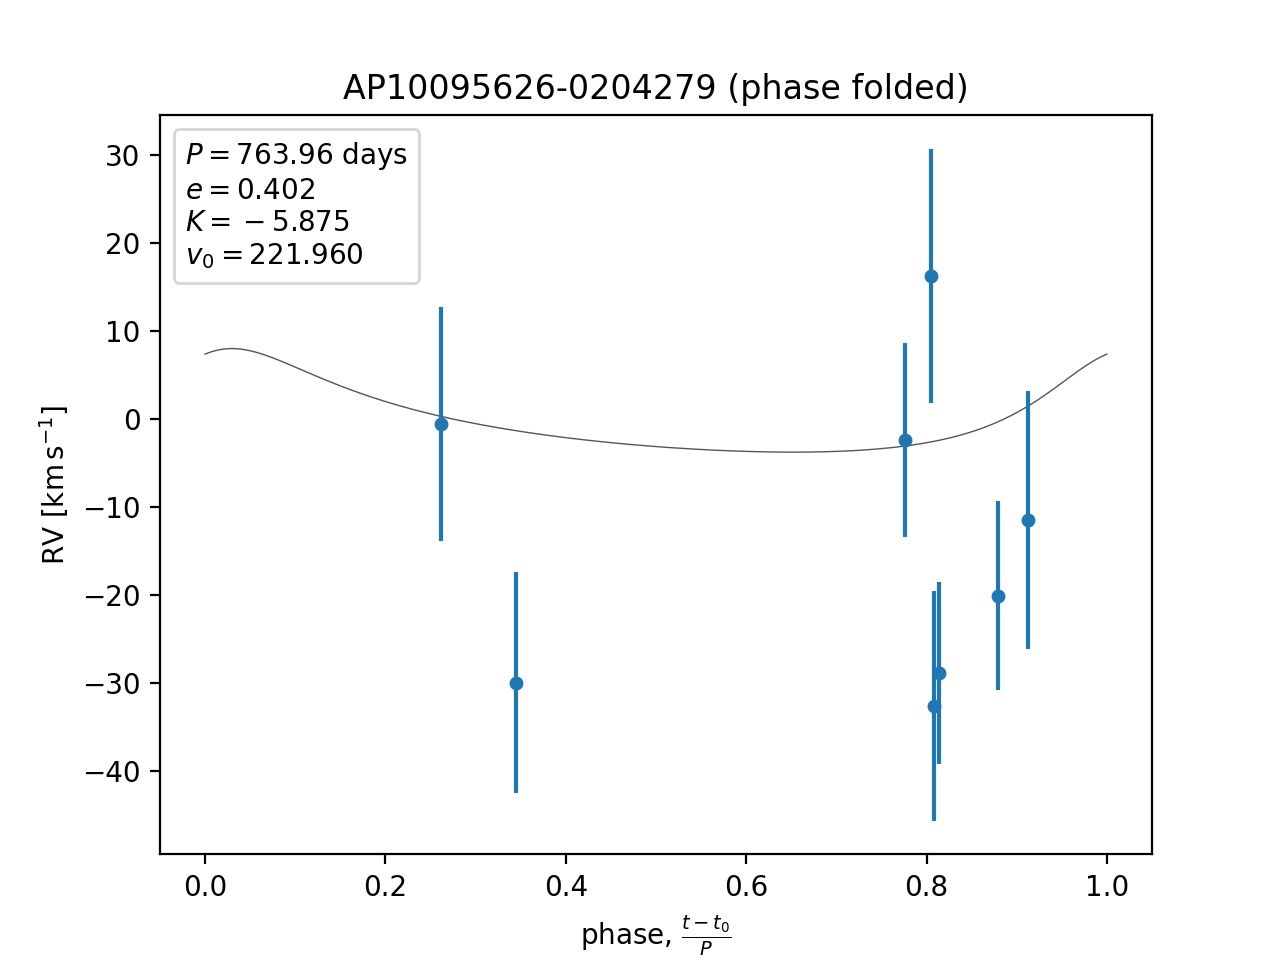 AP10095626-0204279 (phase folded)
P = 763.96 days
e = 0.402
K = −5.875
v₀ = 221.960
30
20
10
0
−10
−20
−30
−40
RV [km s⁻¹]
0.0 0.2 0.4 0.6 0.8 1.0
phase, (t − t₀)/P